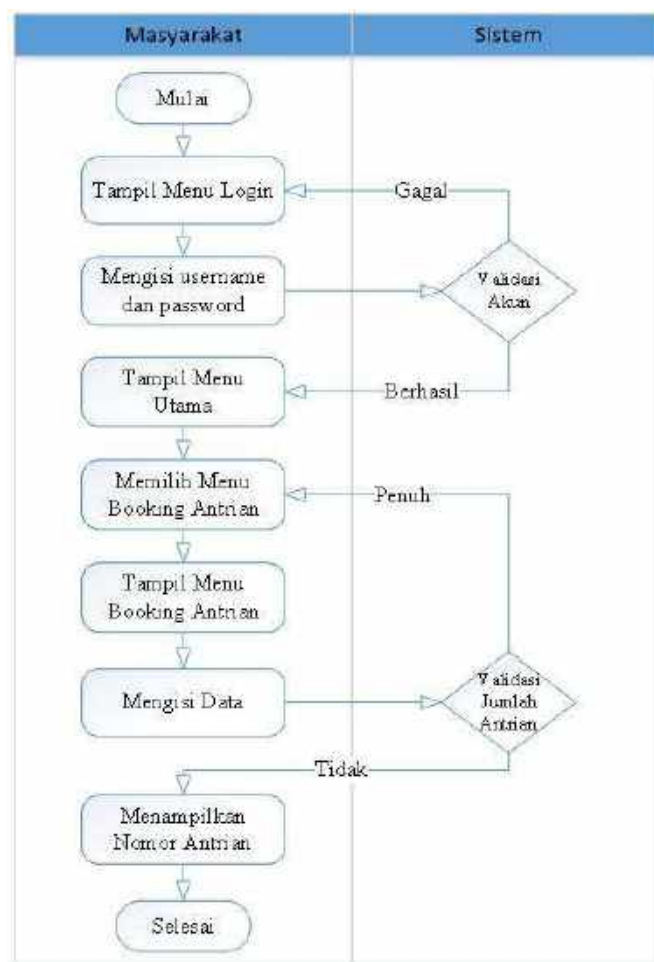 Masyarakat
Sistem
Mulai
Tampil Menu Login
Gagal
Mengisi username
dan password
Validasi
Akun
Tampil Menu
Utama
Berhasil
Memilih Menu
Booking Antrian
Penuh
Tampil Menu
Booking Antrian
Mengisi Data
Validasi
Jumlah
Antrian
Tidak
Menampilkan
Nomor Antrian
Selesai